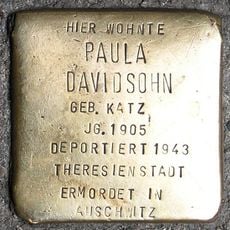 HIER WOHNTE
PAULA
DAVIDSOHN
GEB. KATZ
JG. 1905
DEPORTIERT 1943
THERESIENSTADT
ERMORDET IN
AUSCHWITZ